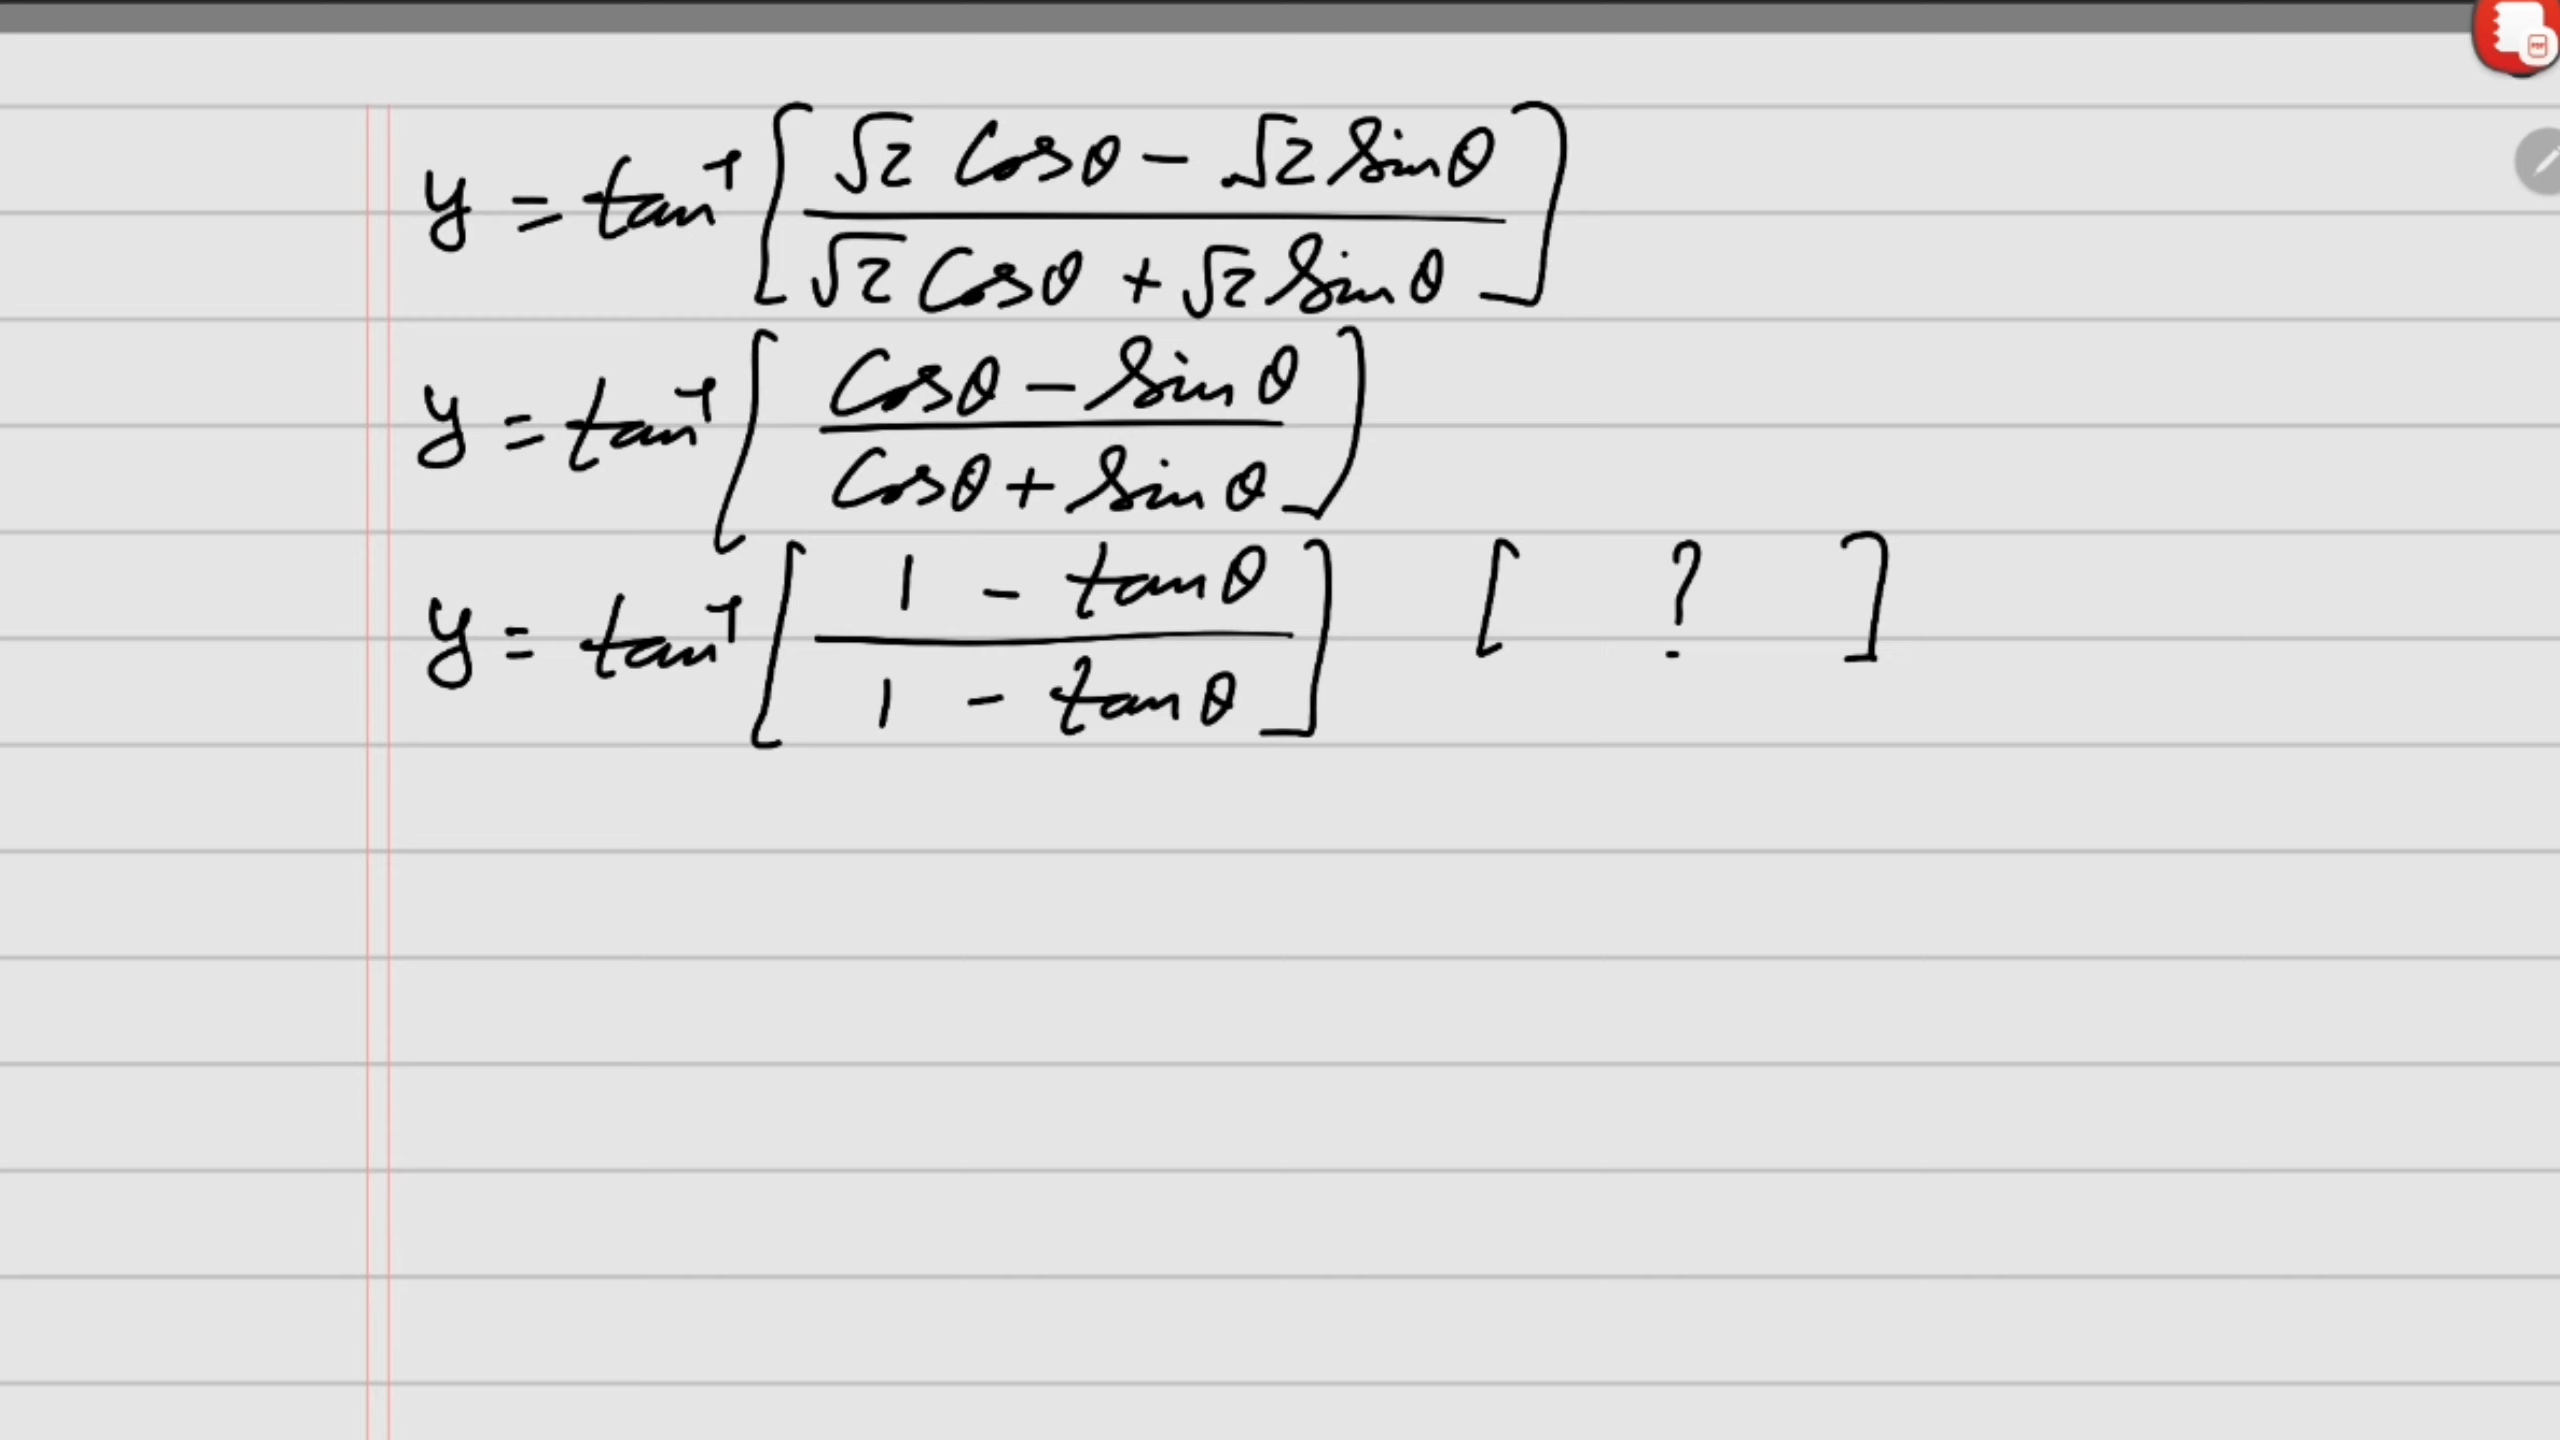 y = tan⁻¹[(√2 Cosθ − √2 Sinθ)/(√2 Cosθ + √2 Sinθ)]
y = tan⁻¹[(Cosθ − Sinθ)/(Cosθ + Sinθ)]
y = tan⁻¹[(1 − tanθ)/(1 − tanθ)] [ ? ]